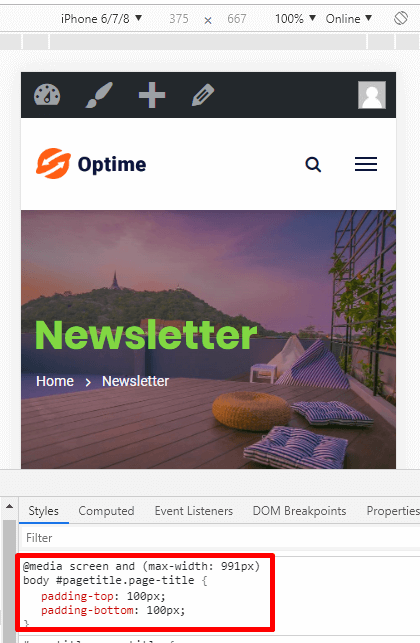 iPhone 6/7/8 ▼ 375 × 667 100% ▼ Online ▼
Optime
Newsletter
Home > Newsletter
Styles Computed Event Listeners DOM Breakpoints Properties
Filter
@media screen and (max-width: 991px)
body #pagetitle.page-title {
padding-top: 100px;
padding-bottom: 100px;
}